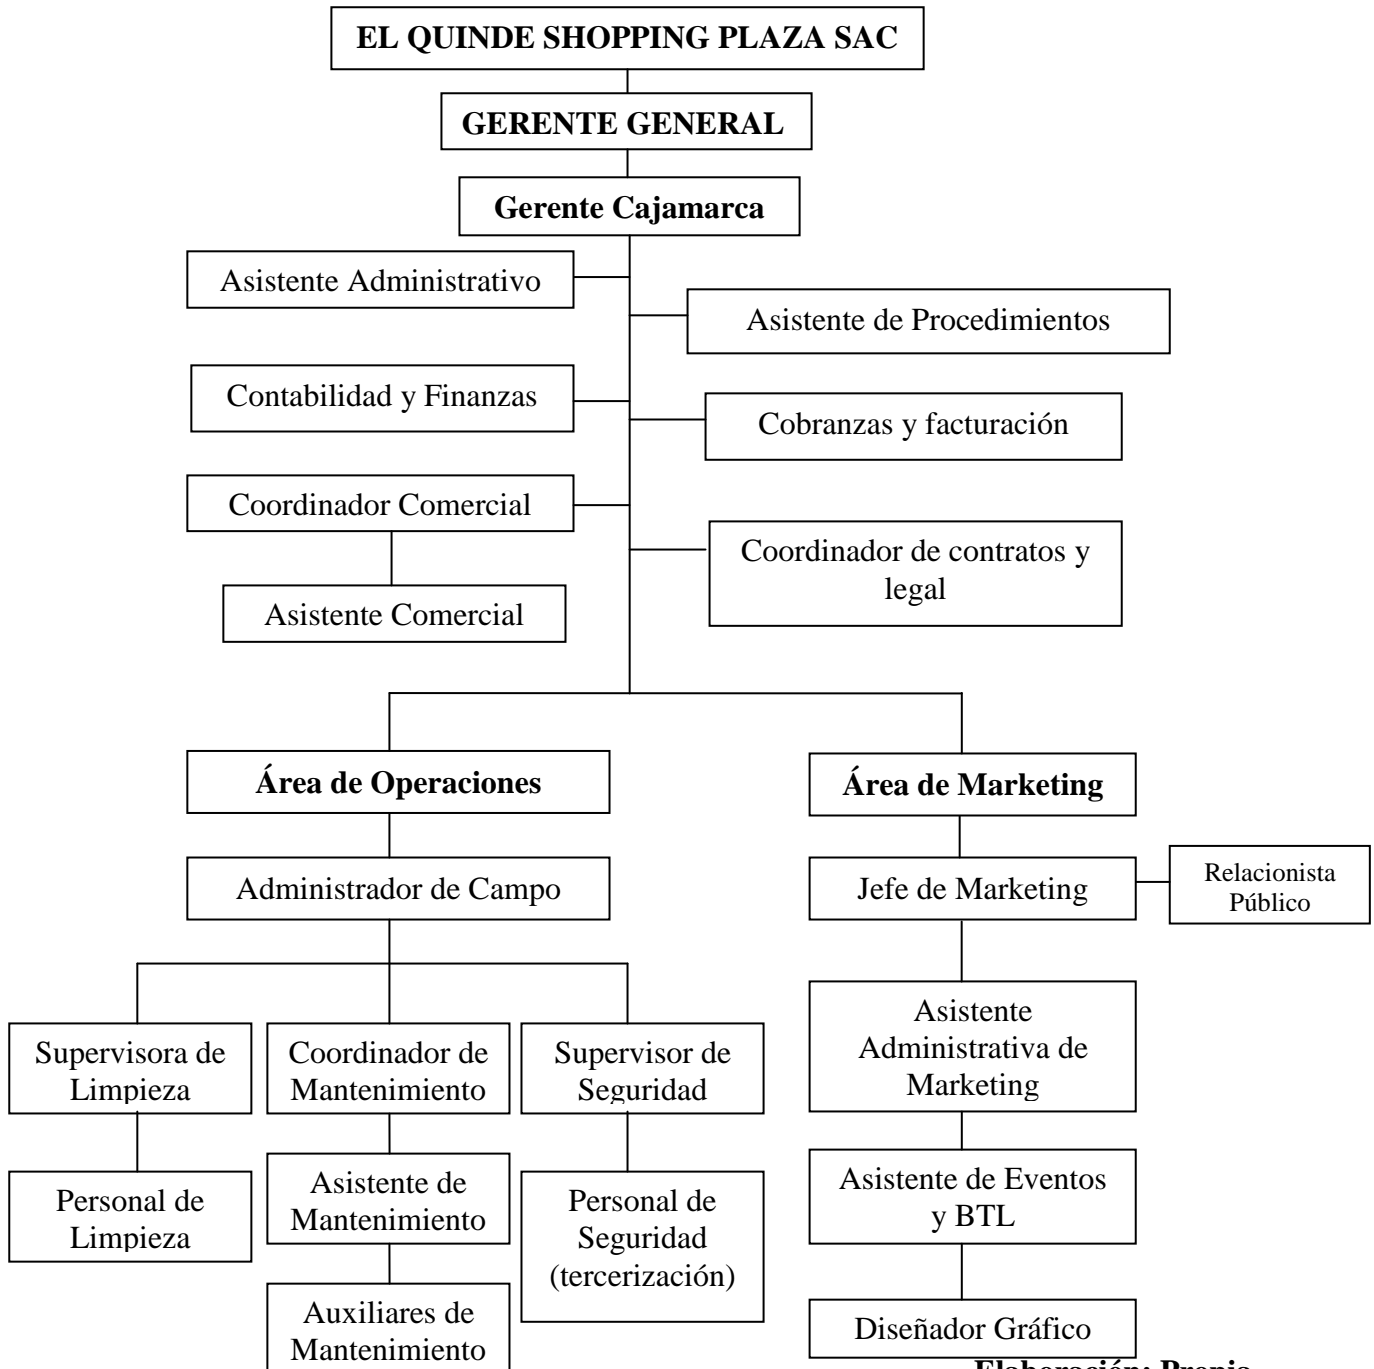 EL QUINDE SHOPPING PLAZA SAC
GERENTE GENERAL
Gerente Cajamarca
Asistente Administrativo
Asistente de Procedimientos
Contabilidad y Finanzas
Cobranzas y facturación
Coordinador Comercial
Coordinador de contratos y
legal
Asistente Comercial
Área de Operaciones
Área de Marketing
Administrador de Campo
Jefe de Marketing
Relacionista
Público
Supervisora de
Limpieza
Coordinador de
Mantenimiento
Supervisor de
Seguridad
Asistente
Administrativa de
Marketing
Personal de
Limpieza
Asistente de
Mantenimiento
Personal de
Seguridad
(tercerización)
Asistente de Eventos
y BTL
Auxiliares de
Mantenimiento
Diseñador Gráfico
Elaboración: Propia